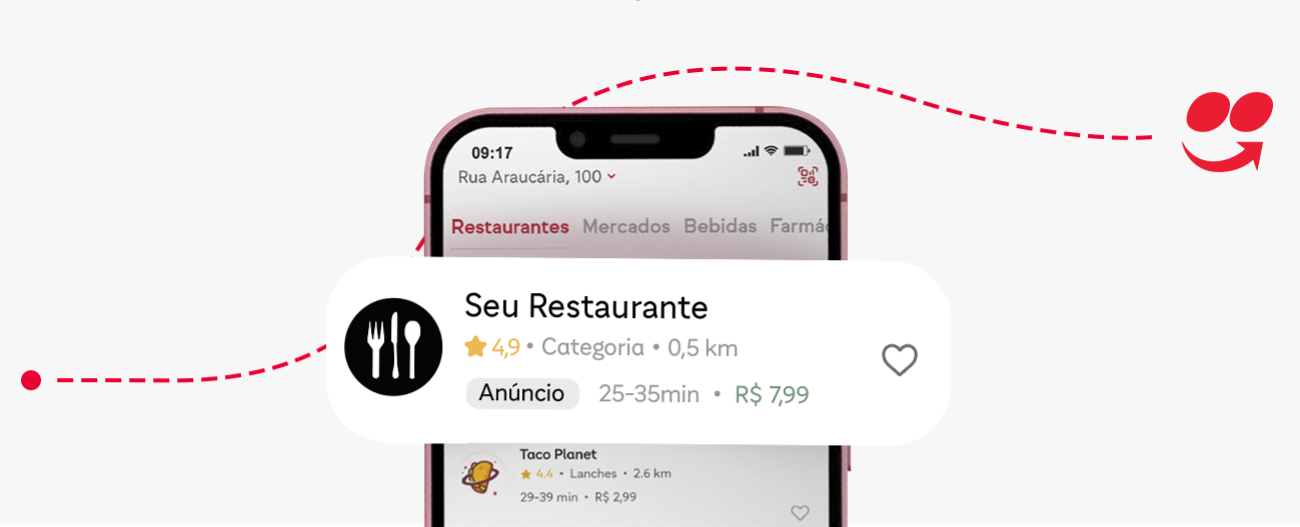 09:17
Rua Araucária, 100
Restaurantes Mercados Bebidas
Seu Restaurante
4,9 • Categoria • 0,5 km
Anúncio 25-35min • R$ 7,99
Taco Planet
4.4 • Lanches • 2.6 km
29-39 min • R$ 2,99